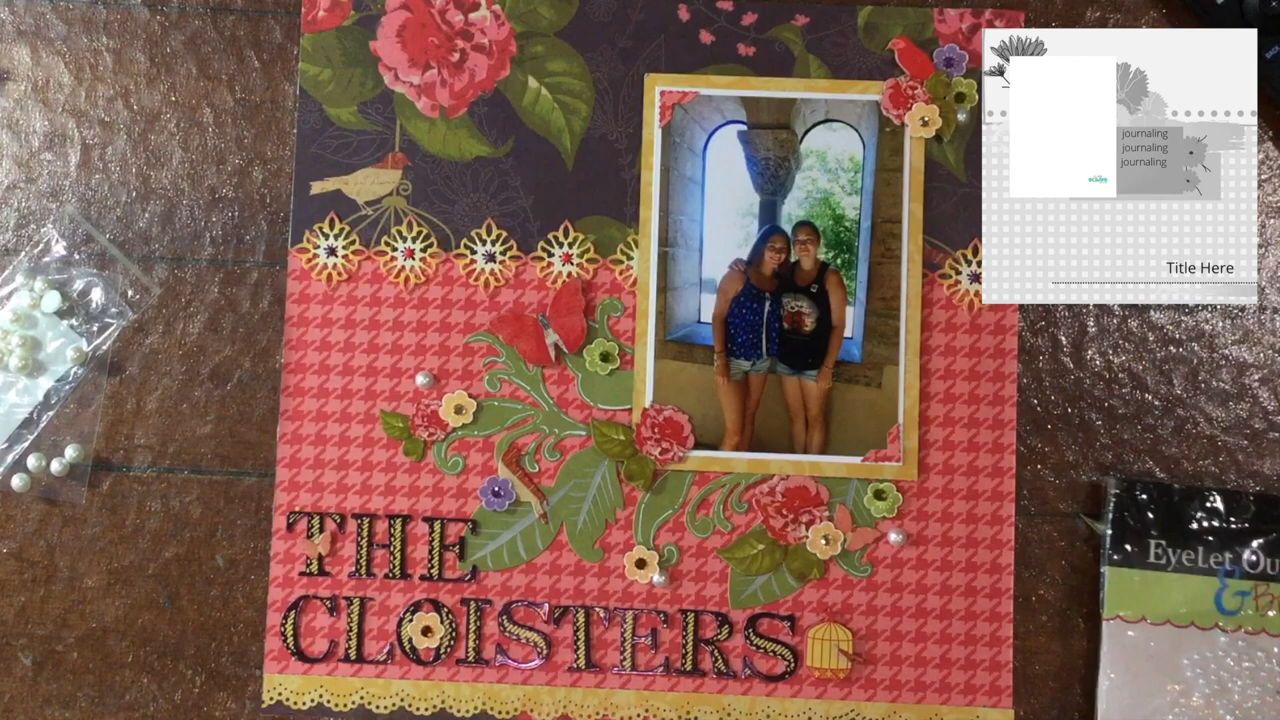 THE
CLOISTERS
journaling
journaling
journaling
Title Here
EyeLet Ou
&